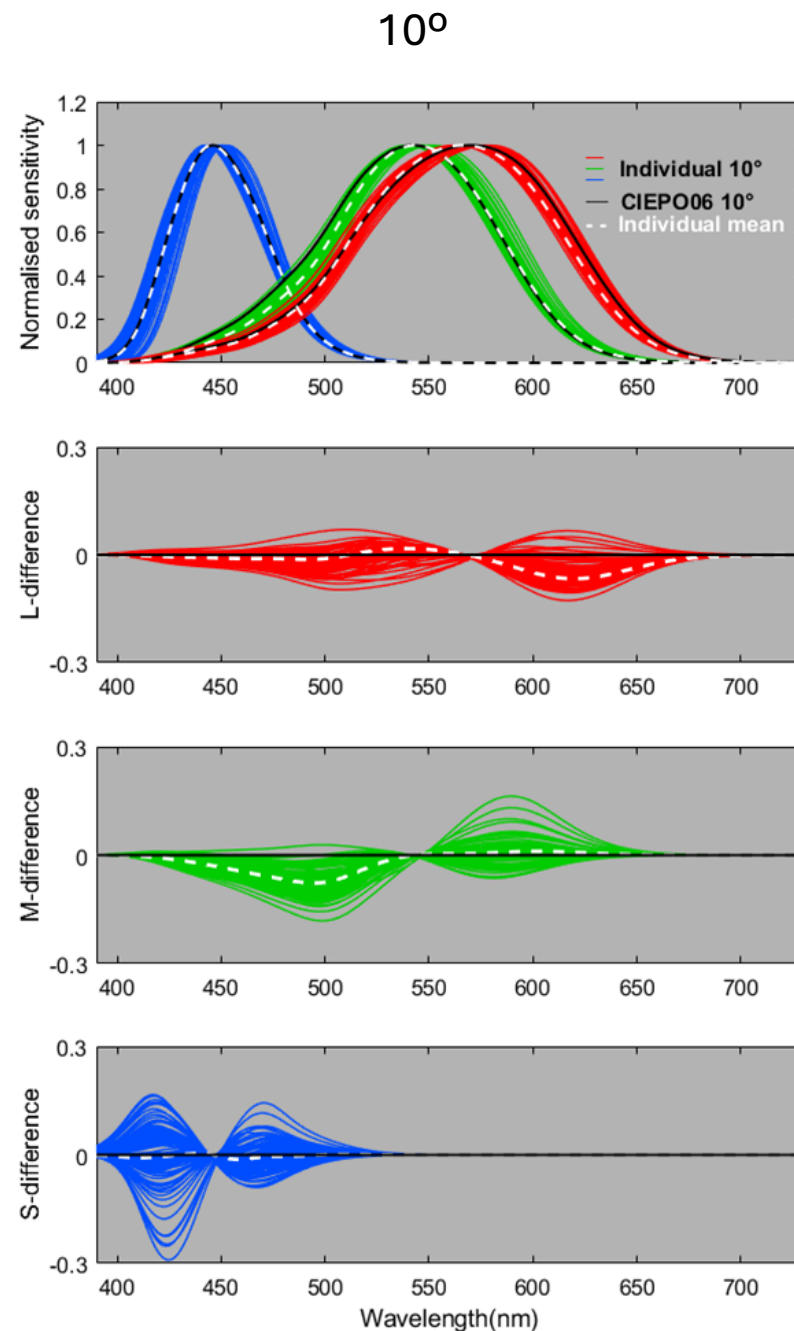 10º
1.2
1
0.8
0.6
0.4
0.2
0
Normalised sensitivity
Individual 10°
CIEPO06 10°
Individual mean
400 450 500 550 600 650 700
0.3
0
-0.3
L-difference
400 450 500 550 600 650 700
0.3
0
-0.3
M-difference
400 450 500 550 600 650 700
0.3
0
-0.3
S-difference
400 450 500 550 600 650 700
Wavelength(nm)